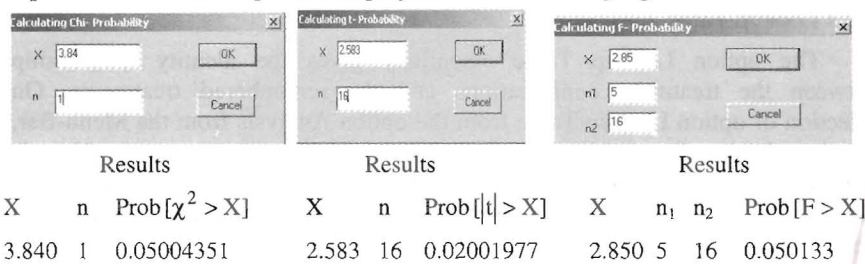 Calculating Chi- Probability
X 3.84 OK
n 1 Cancel
Calculating t- Probability
X 2.583 OK
n 16 Cancel
Calculating F- Probability
X 2.85 OK
n1 5
n2 16 Cancel
Results Results Results
X n Prob[χ² > X] X n Prob[|t| > X] X n₁ n₂ Prob[F > X]
3.840 1 0.05004351 2.583 16 0.02001977 2.850 5 16 0.050133